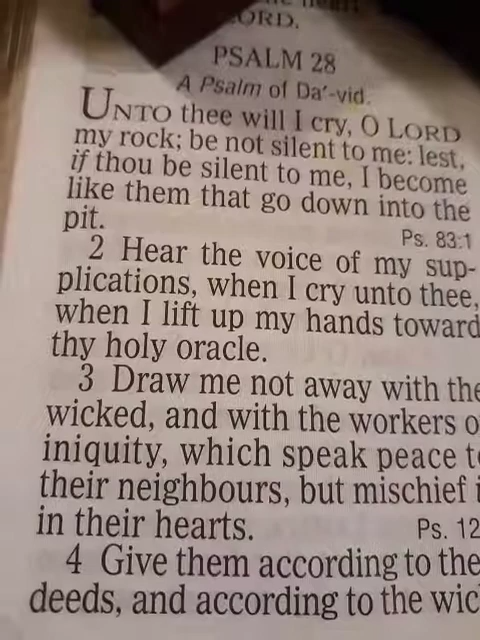 ORD.
PSALM 28
A Psalm of Da′-vid.
UNTO thee will I cry, O LORD
my rock; be not silent to me: lest,
if thou be silent to me, I become
like them that go down into the
pit.
Ps. 83:1
2 Hear the voice of my sup-
plications, when I cry unto thee,
when I lift up my hands toward
thy holy oracle.
3 Draw me not away with the
wicked, and with the workers o
iniquity, which speak peace t
their neighbours, but mischief i
in their hearts.
Ps. 12
4 Give them according to the
deeds, and according to the wic